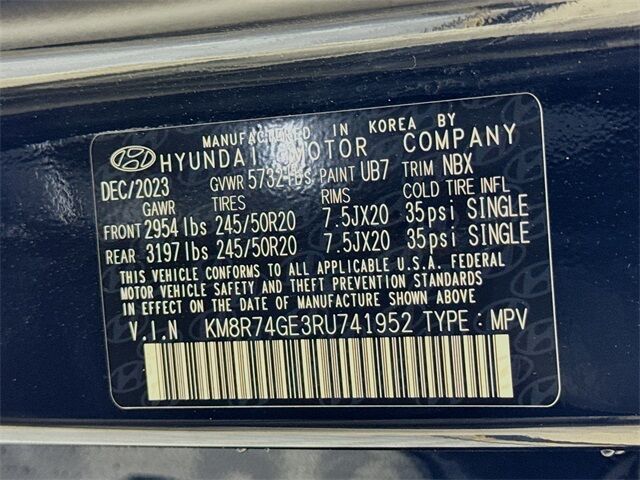 MANUFACTURED IN KOREA BY
HYUNDAI MOTOR COMPANY
DEC/2023 GVWR 5732 lbs PAINT UB7 TRIM NBX
GAWR TIRES RIMS COLD TIRE INFL
FRONT 2954 lbs 245/50R20 7.5JX20 35psi SINGLE
REAR 3197 lbs 245/50R20 7.5JX20 35psi SINGLE
THIS VEHICLE CONFORMS TO ALL APPLICABLE U.S.A. FEDERAL
MOTOR VEHICLE SAFETY AND THEFT PREVENTION STANDARDS
IN EFFECT ON THE DATE OF MANUFACTURE SHOWN ABOVE.
V.I.N KM8R74GE3RU741952 TYPE : MPV